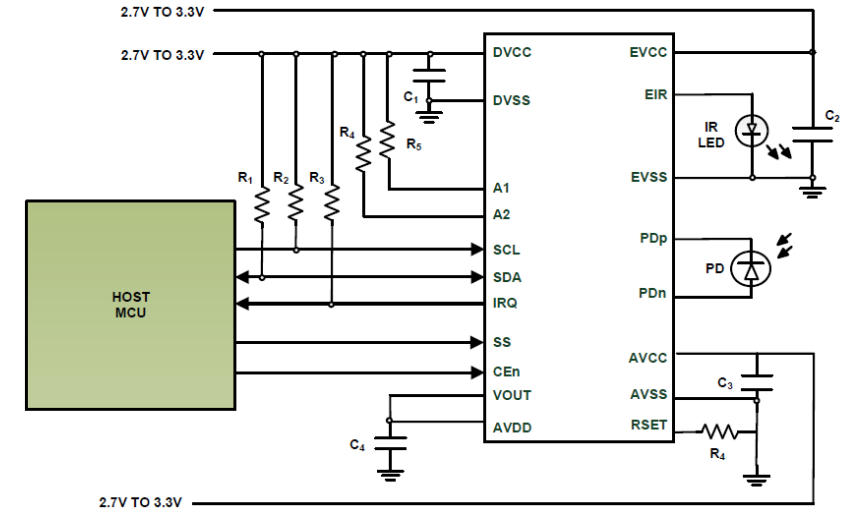 2.7V TO 3.3V
2.7V TO 3.3V
DVCC
EVCC
C1
DVSS
EIR
C2
IR
LED
R4
R5
R1
R2
R3
A1
EVSS
A2
SCL
PDp
SDA
PD
HOST
MCU
IRQ
PDn
SS
AVCC
CEn
C3
VOUT
AVSS
AVDD
RSET
C4
R4
2.7V TO 3.3V